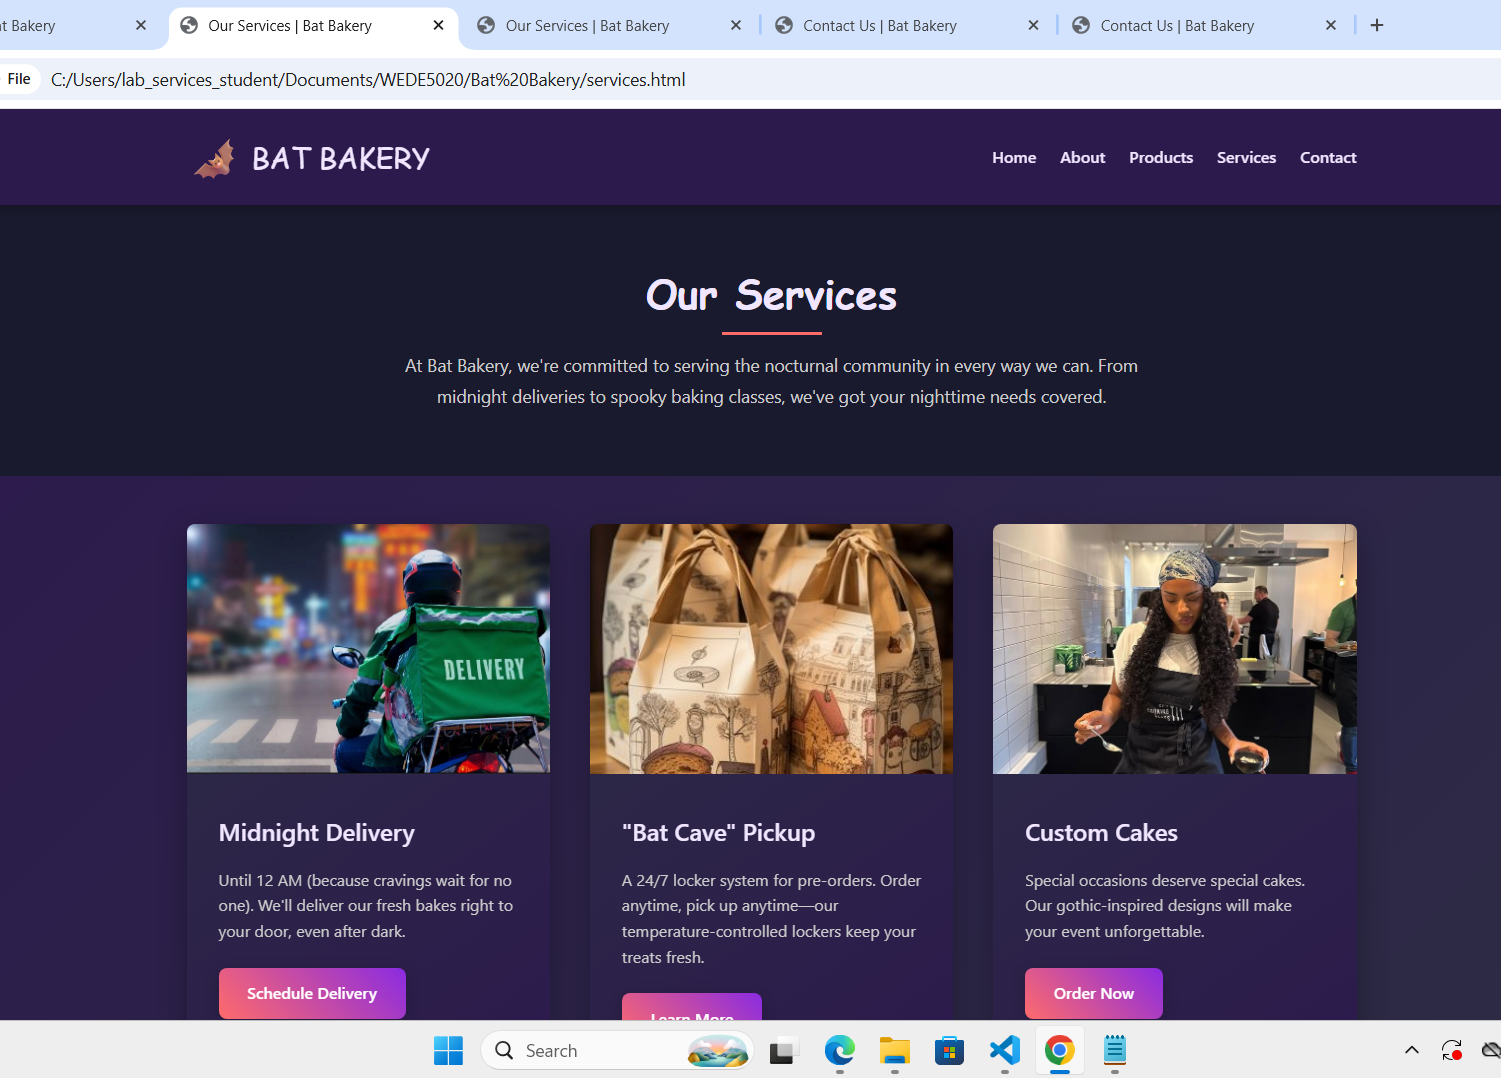 at Bakery
Our Services | Bat Bakery
Our Services | Bat Bakery
Contact Us | Bat Bakery
Contact Us | Bat Bakery
File
C:/Users/lab_services_student/Documents/WEDE5020/Bat%20Bakery/services.html
BAT BAKERY
Home
About
Products
Services
Contact
Our Services
At Bat Bakery, we're committed to serving the nocturnal community in every way we can. From
midnight deliveries to spooky baking classes, we've got your nighttime needs covered.
DELIVERY
Midnight Delivery
Until 12 AM (because cravings wait for no
one). We'll deliver our fresh bakes right to
your door, even after dark.
Schedule Delivery
"Bat Cave" Pickup
A 24/7 locker system for pre-orders. Order
anytime, pick up anytime—our
temperature-controlled lockers keep your
treats fresh.
Learn More
Custom Cakes
Special occasions deserve special cakes.
Our gothic-inspired designs will make
your event unforgettable.
Order Now
Search